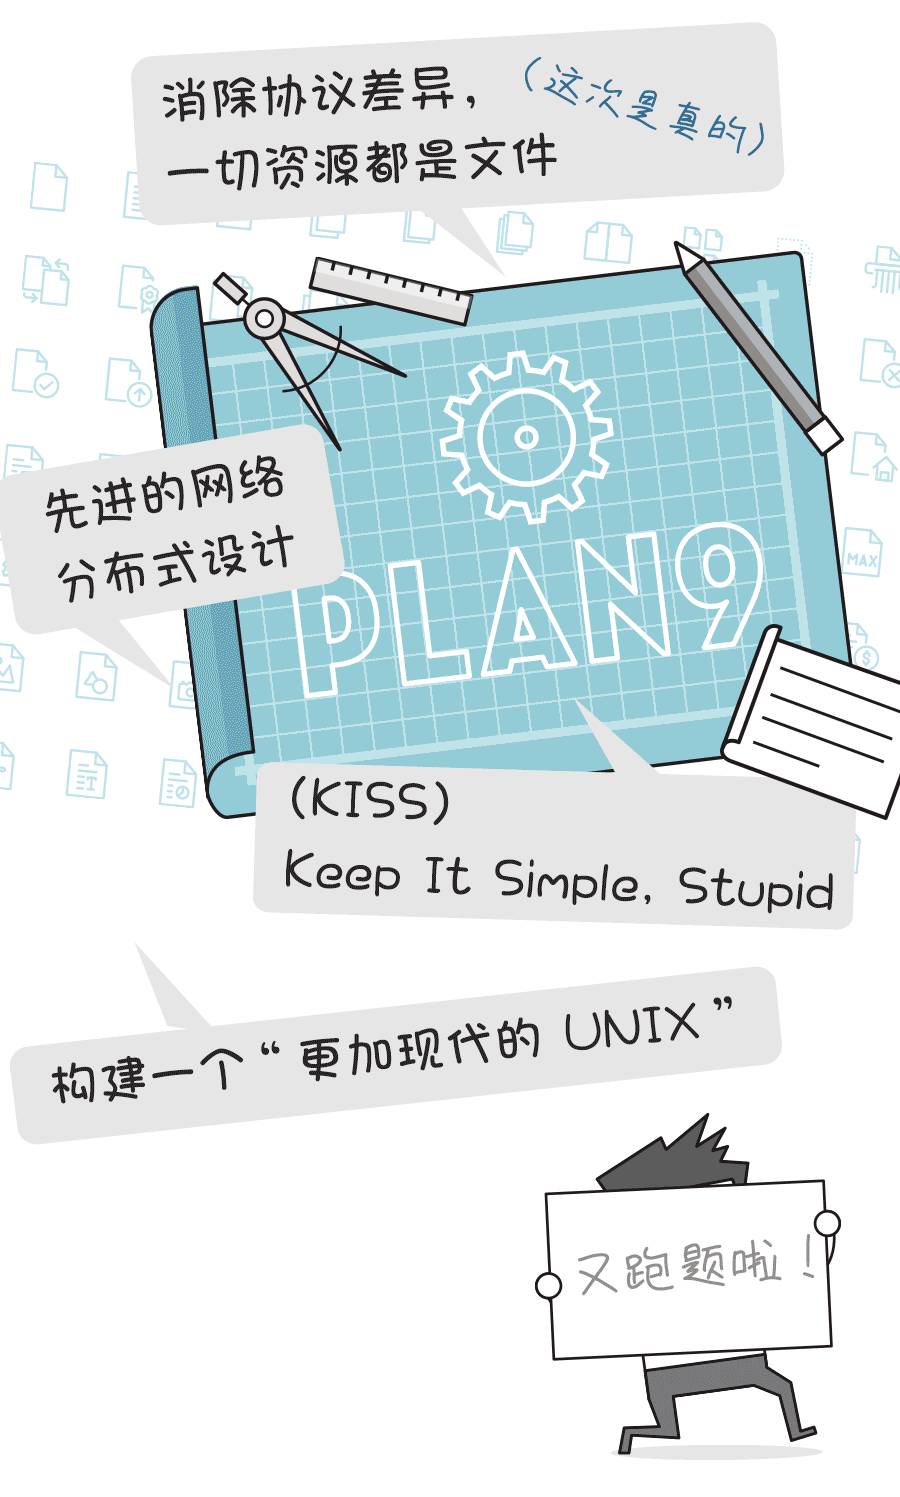 消除协议差异，（这次是真的）
一切资源都是文件
先进的网络
分布式设计
MAX
PLAN9
$
T
(KISS)
Keep It Simple, Stupid
构建一个“更加现代的 UNIX”
又跑题啦！